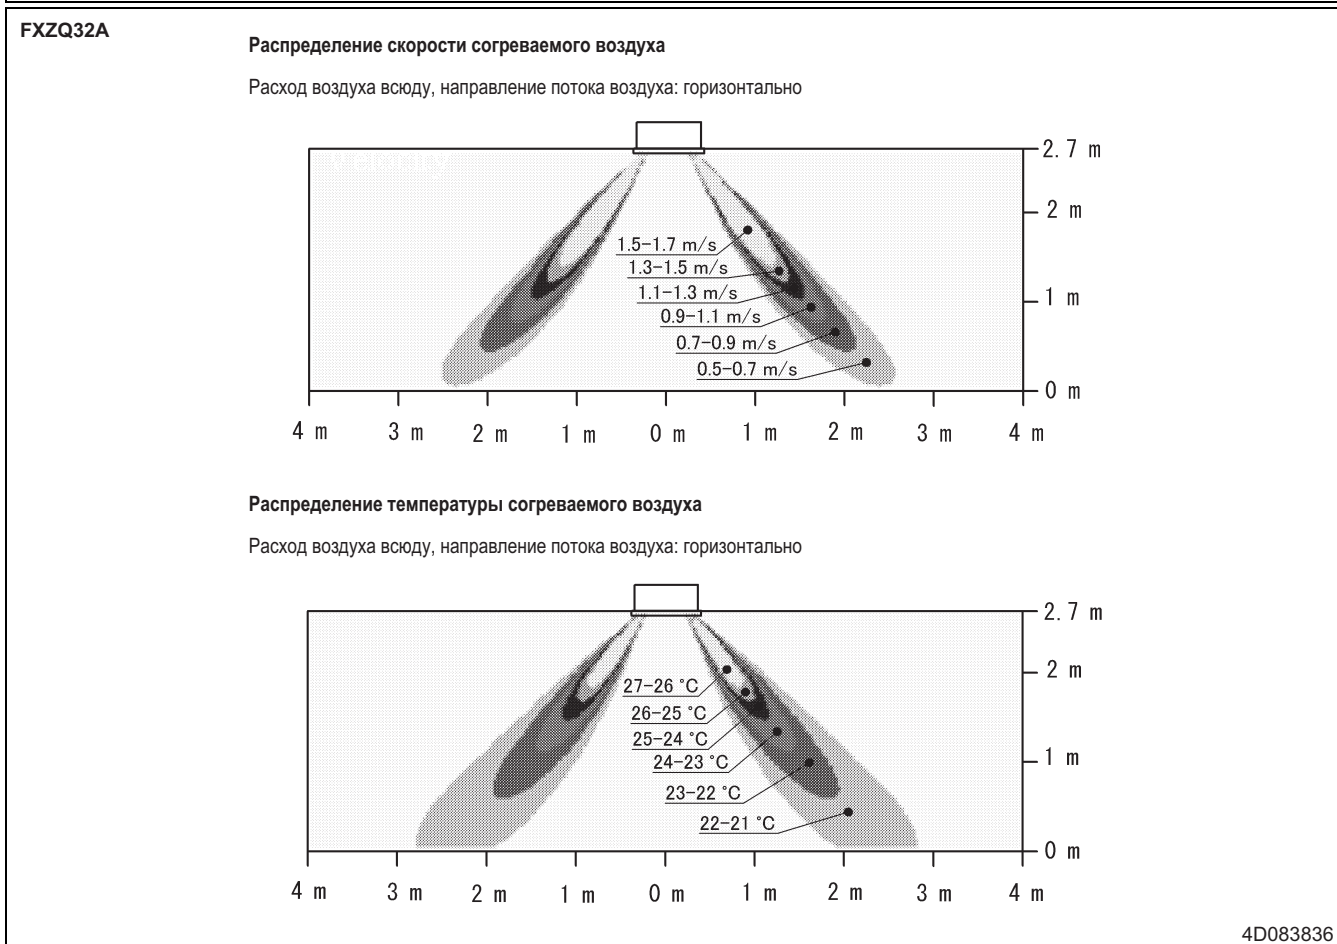 FXZQ32A
Распределение скорости согреваемого воздуха
Расход воздуха всюду, направление потока воздуха: горизонтально
2.7 m
2 m
1.5-1.7 m/s
1.3-1.5 m/s
1.1-1.3 m/s
1 m
0.9-1.1 m/s
0.7-0.9 m/s
0.5-0.7 m/s
0 m
4 m 3 m 2 m 1 m 0 m 1 m 2 m 3 m 4 m
Распределение температуры согреваемого воздуха
Расход воздуха всюду, направление потока воздуха: горизонтально
2.7 m
2 m
27-26 °C
26-25 °C
25-24 °C
1 m
24-23 °C
23-22 °C
22-21 °C
0 m
4 m 3 m 2 m 1 m 0 m 1 m 2 m 3 m 4 m
4D083836